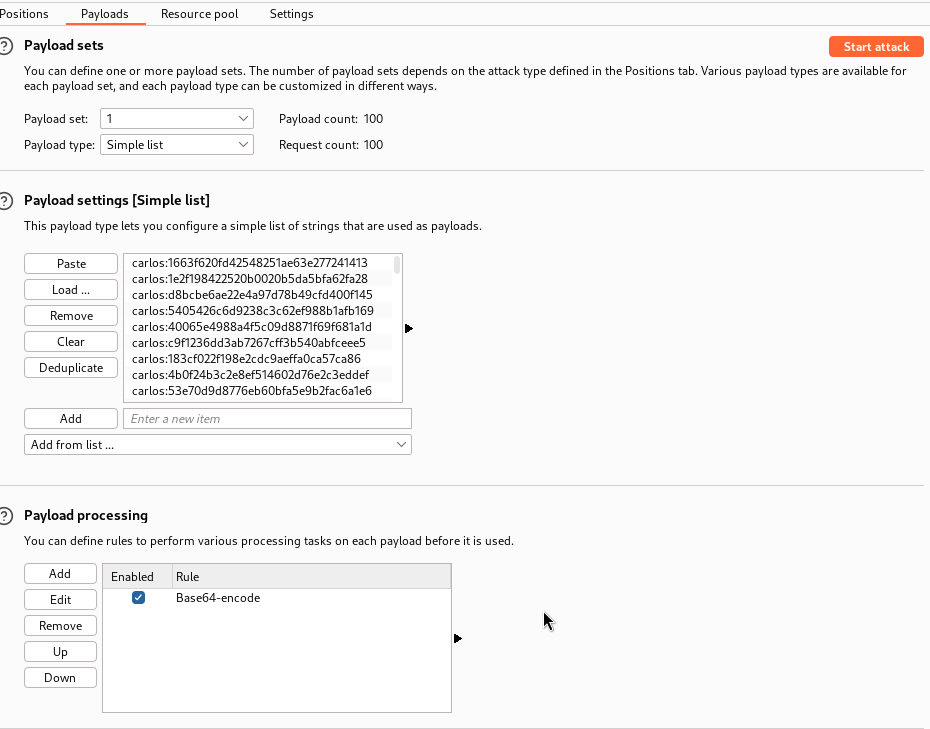 Positions Payloads Resource pool Settings
? Payload sets Start attack
You can define one or more payload sets. The number of payload sets depends on the attack type defined in the Positions tab. Various payload types are available for
each payload set, and each payload type can be customized in different ways.
Payload set: 1 Payload count: 100
Payload type: Simple list Request count: 100
? Payload settings [Simple list]
This payload type lets you configure a simple list of strings that are used as payloads.
Paste
Load ...
Remove
Clear
Deduplicate
carlos:1663f620fd42548251ae63e277241413
carlos:1e2f198422520b0020b5da5bfa62fa28
carlos:d8bcbe6ae22e4a97d78b49cfd400f145
carlos:5405426c6d9238c3c62ef988b1afb169
carlos:40065e4988a4f5c09d8871f69f681a1d
carlos:c9f1236dd3ab7267cff3b540abfceee5
carlos:183cf022f198e2cdc9aeffa0ca57ca86
carlos:4b0f24b3c2e8ef514602d76e2c3eddef
carlos:53e70d9d8776eb60bfa5e9b2fac6a1e6
Add Enter a new item
Add from list ...
? Payload processing
You can define rules to perform various processing tasks on each payload before it is used.
Add
Edit
Remove
Up
Down
Enabled Rule
Base64-encode